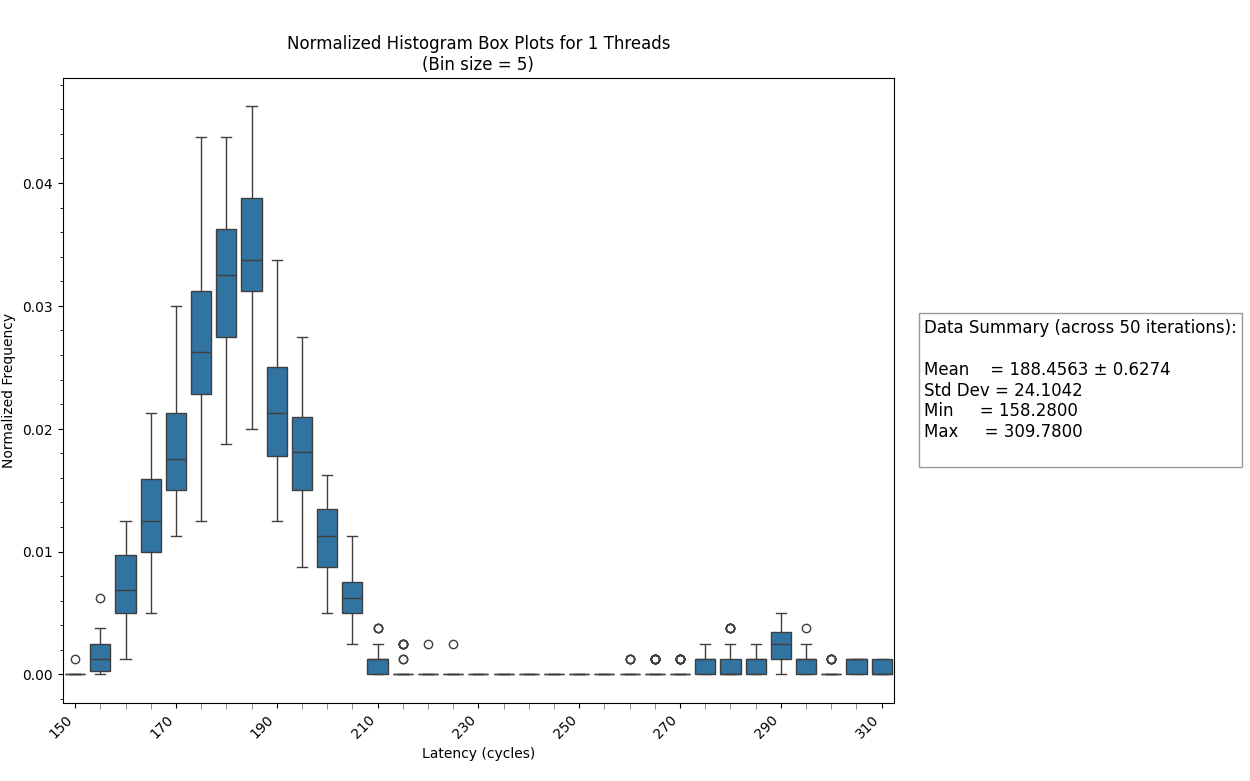 Normalized Histogram Box Plots for 1 Threads
(Bin size = 5)
Normalized Frequency
0.04
0.03
0.02
0.01
0.00
150
170
190
210
230
250
270
290
310
Latency (cycles)
Data Summary (across 50 iterations):
Mean = 188.4563 ± 0.6274
Std Dev = 24.1042
Min = 158.2800
Max = 309.7800